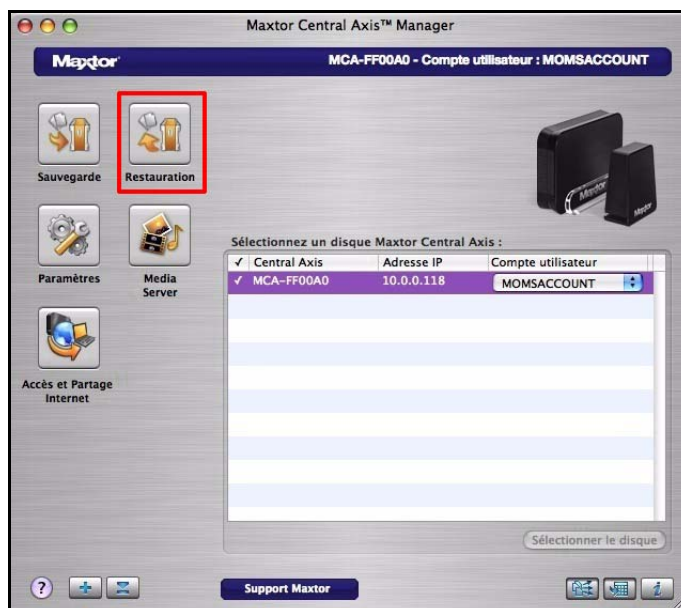 Maxtor Central Axis™ Manager
Maxtor
MCA-FF00A0 - Compte utilisateur : MOMSACCOUNT
Sauvegarde
Restauration
Paramètres
Media
Server
Accès et Partage
Internet
Maxtor
Maxtor
Sélectionnez un disque Maxtor Central Axis :
✓ Central Axis Adresse IP Compte utilisateur
✓ MCA-FF00A0 10.0.0.118 MOMSACCOUNT
Sélectionner le disque
?
Support Maxtor
i